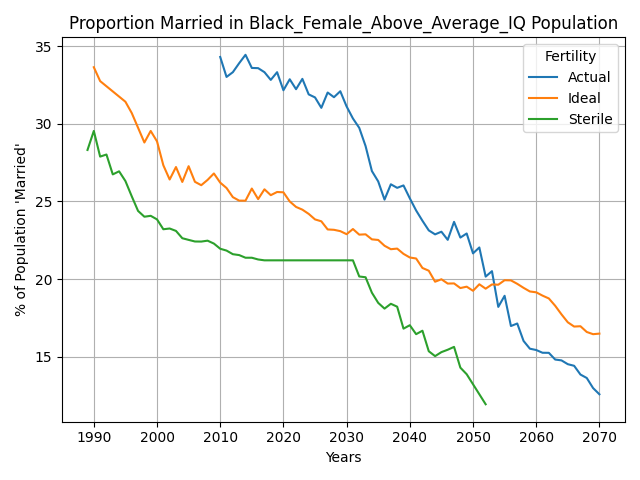 Proportion Married in Black_Female_Above_Average_IQ Population
% of Population 'Married'
35
30
25
20
15
Fertility
Actual
Ideal
Sterile
1990 2000 2010 2020 2030 2040 2050 2060 2070
Years